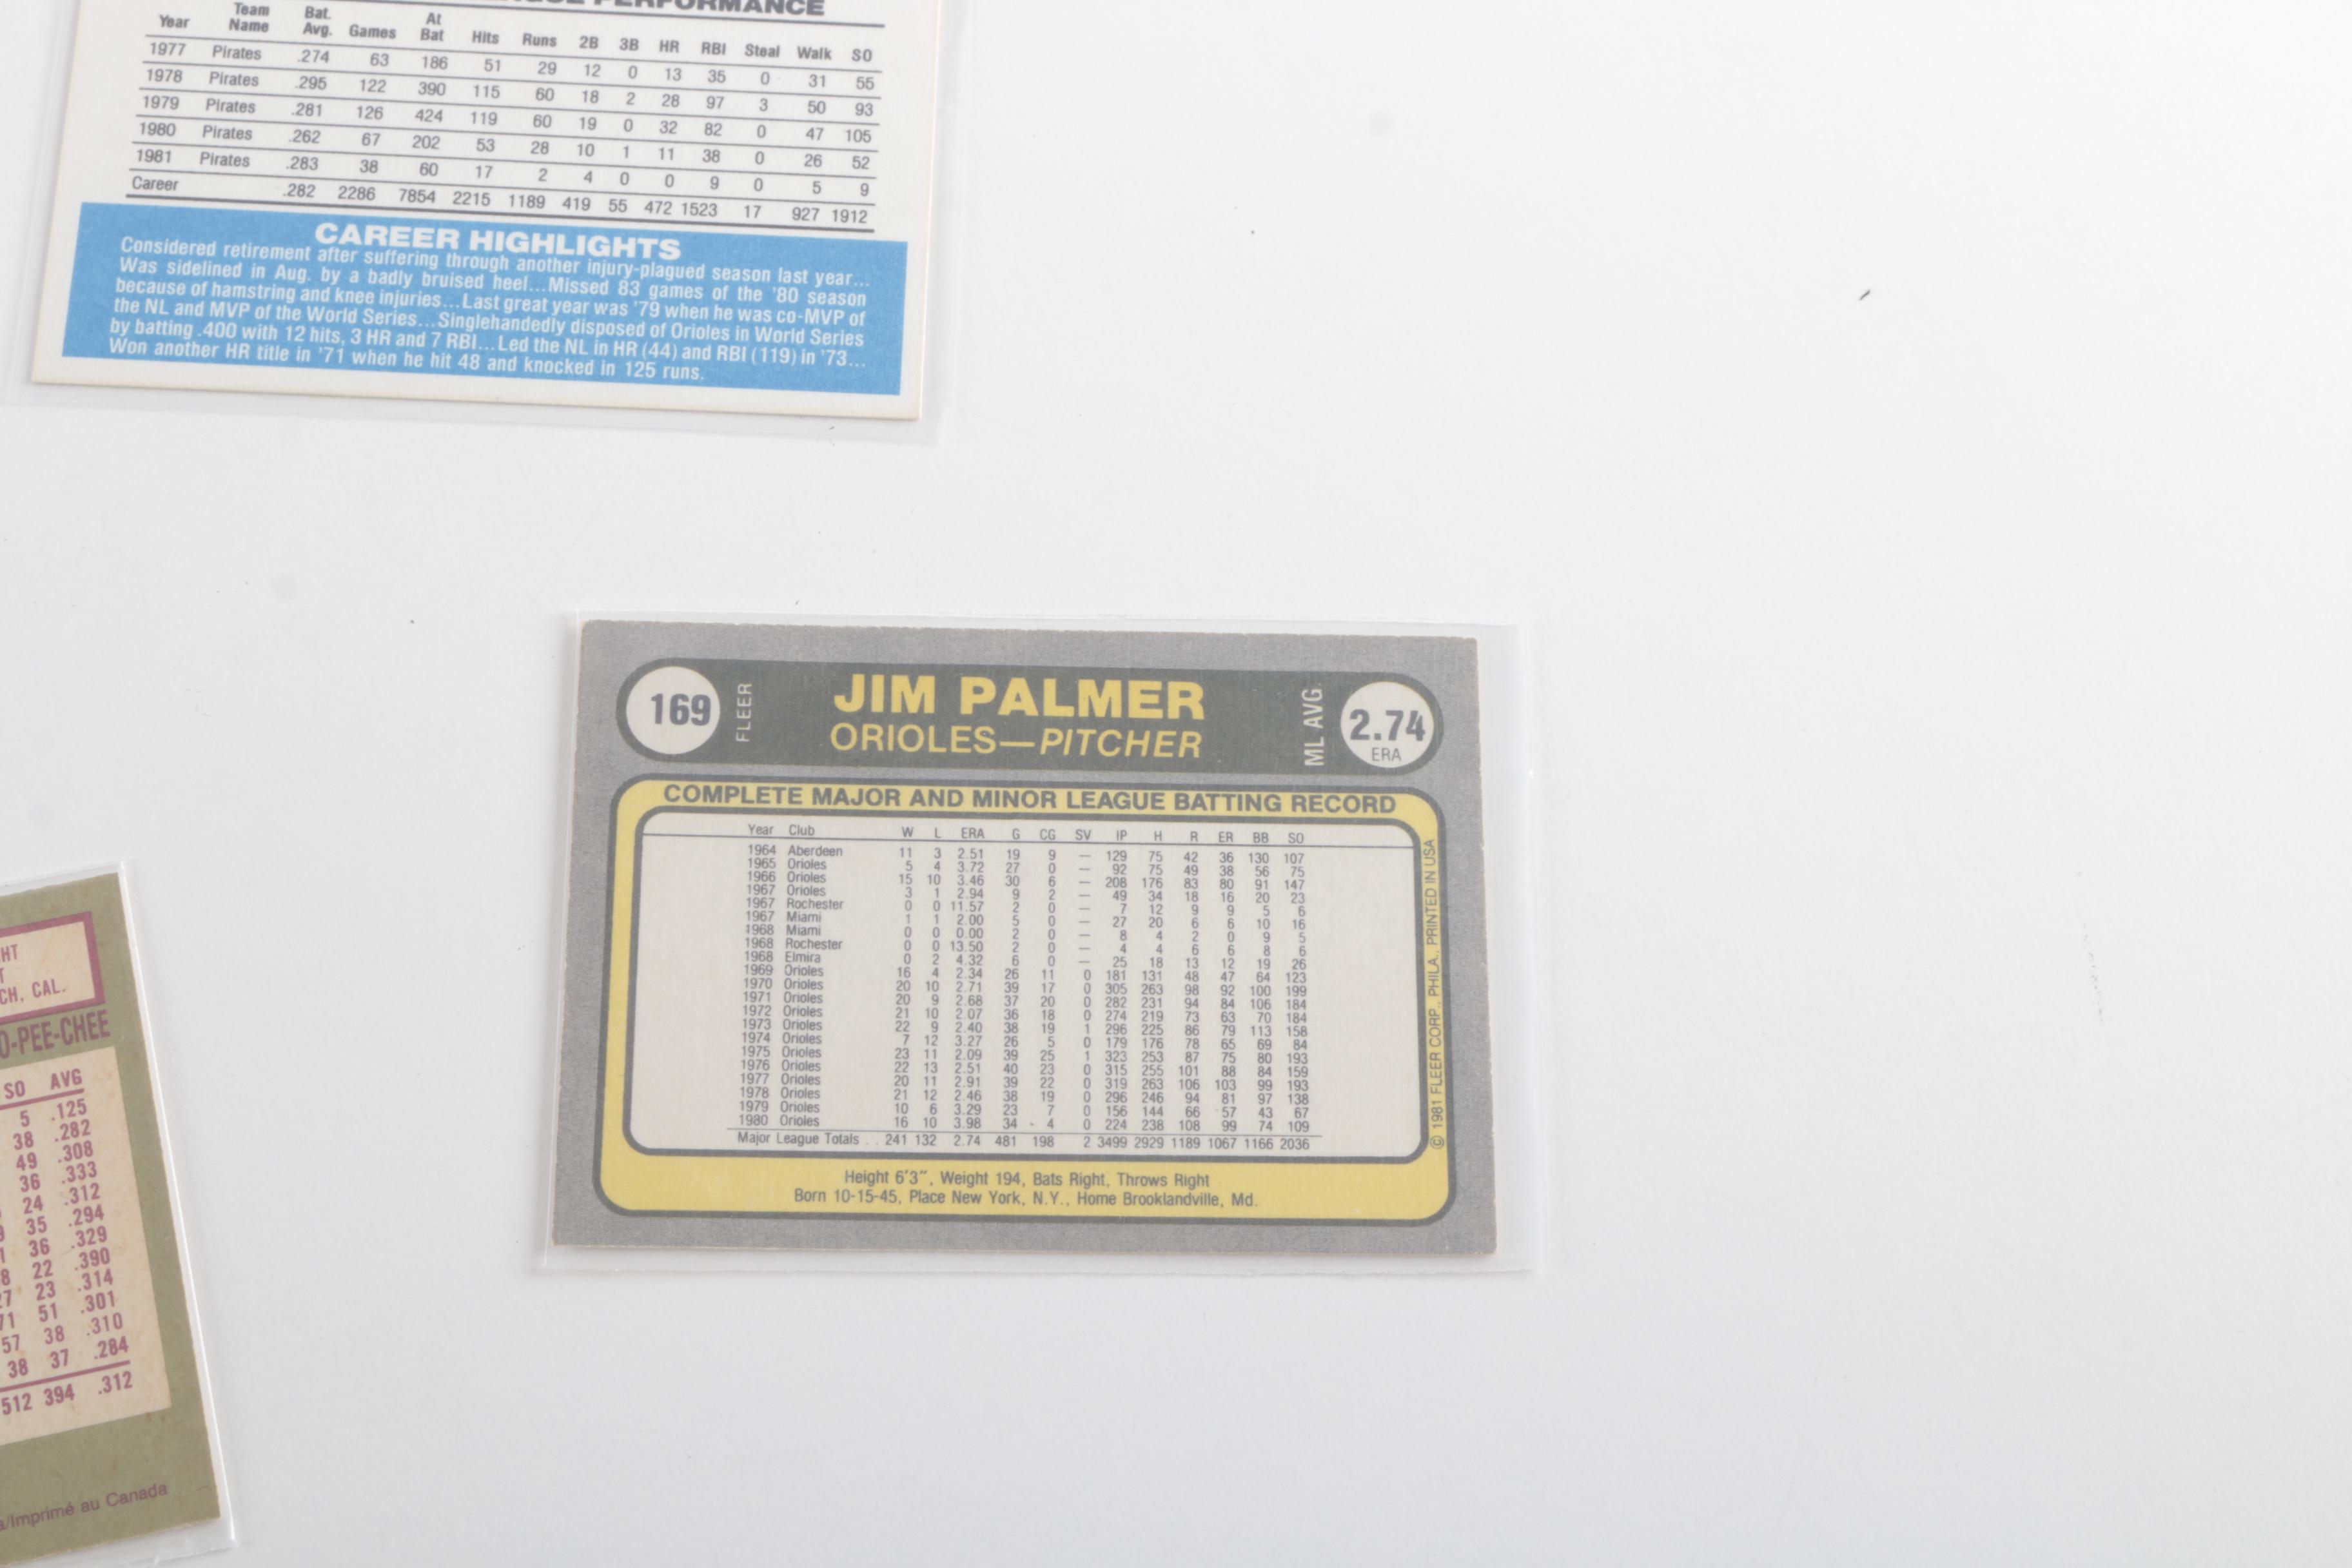 LEAGUE PERFORMANCE
Year Team Name Bat. Avg. Games At Bat Hits Runs 2B 3B HR RBI Steal Walk SO
1977 Pirates .274 63 186 51 29 12 0 13 35 0 31 55
1978 Pirates .295 122 390 115 60 18 2 28 97 3 50 93
1979 Pirates .281 126 424 119 60 19 0 32 82 0 47 105
1980 Pirates .262 67 202 53 28 10 1 11 38 0 26 52
1981 Pirates .283 38 60 17 2 4 0 0 9 0 5 9
Career .282 2286 7854 2215 1189 419 55 472 1523 17 927 1912
CAREER HIGHLIGHTS
Considered retirement after suffering through another injury-plagued season last year...
Was sidelined in Aug. by a badly bruised heel...Missed 83 games of the '80 season
because of hamstring and knee injuries...Last great year was '79 when he was co-MVP of
the NL and MVP of the World Series...Singlehandedly disposed of Orioles in World Series
by batting .400 with 12 hits, 3 HR and 7 RBI...Led the NL in HR (44) and RBI (119) in '73...
Won another HR title in '71 when he hit 48 and knocked in 125 runs.
169 FLEER JIM PALMER ML AVG. 2.74 ERA
ORIOLES—PITCHER
COMPLETE MAJOR AND MINOR LEAGUE BATTING RECORD
Year Club W L ERA G CG SV IP H R ER BB SO
1964 Aberdeen 11 3 2.51 19 9 — 129 75 42 36 130 107
1965 Orioles 5 4 3.72 27 0 — 92 75 49 38 56 75
1966 Orioles 15 10 3.46 30 6 — 208 176 83 80 91 147
1967 Orioles 3 1 2.94 9 2 — 49 34 18 16 20 23
1967 Rochester 0 0 11.57 2 0 — 7 12 9 9 5 6
1967 Miami 1 1 2.00 5 0 — 27 20 6 6 10 16
1968 Miami 0 0 0.00 2 0 — 8 4 2 0 9 5
1968 Rochester 0 0 13.50 2 0 — 4 4 6 6 8 6
1968 Elmira 0 2 4.32 6 0 — 25 18 13 12 19 26
1969 Orioles 16 4 2.34 26 11 0 181 131 48 47 64 123
1970 Orioles 20 10 2.71 39 17 0 305 263 98 92 100 199
1971 Orioles 20 9 2.68 37 20 0 282 231 94 84 106 184
1972 Orioles 21 10 2.07 36 18 0 274 219 73 63 70 184
1973 Orioles 22 9 2.40 38 19 1 296 225 86 79 113 158
1974 Orioles 7 12 3.27 26 5 0 179 176 78 65 69 84
1975 Orioles 23 11 2.09 39 25 1 323 253 87 75 80 193
1976 Orioles 22 13 2.51 40 23 0 315 255 101 88 84 159
1977 Orioles 20 11 2.91 39 22 0 319 263 106 103 99 193
1978 Orioles 21 12 2.46 38 19 0 296 246 94 81 97 138
1979 Orioles 10 6 3.29 23 7 0 156 144 66 57 43 67
1980 Orioles 16 10 3.98 34 4 0 224 238 108 99 74 109
Major League Totals . . 241 132 2.74 481 198 2 3499 2929 1189 1067 1166 2036
Height 6'3", Weight 194, Bats Right, Throws Right
Born 10-15-45, Place New York, N.Y., Home Brooklandville, Md.
© 1981 FLEER CORP., PHILA., PRINTED IN USA
HT
T
CH, CAL.
O-PEE-CHEE
SO AVG
5 .125
38 .282
49 .308
36 .333
24 .312
35 .294
36 .329
8 22 .390
27 23 .314
71 51 .301
57 38 .310
38 37 .284
512 394 .312
a/Imprimé au Canada